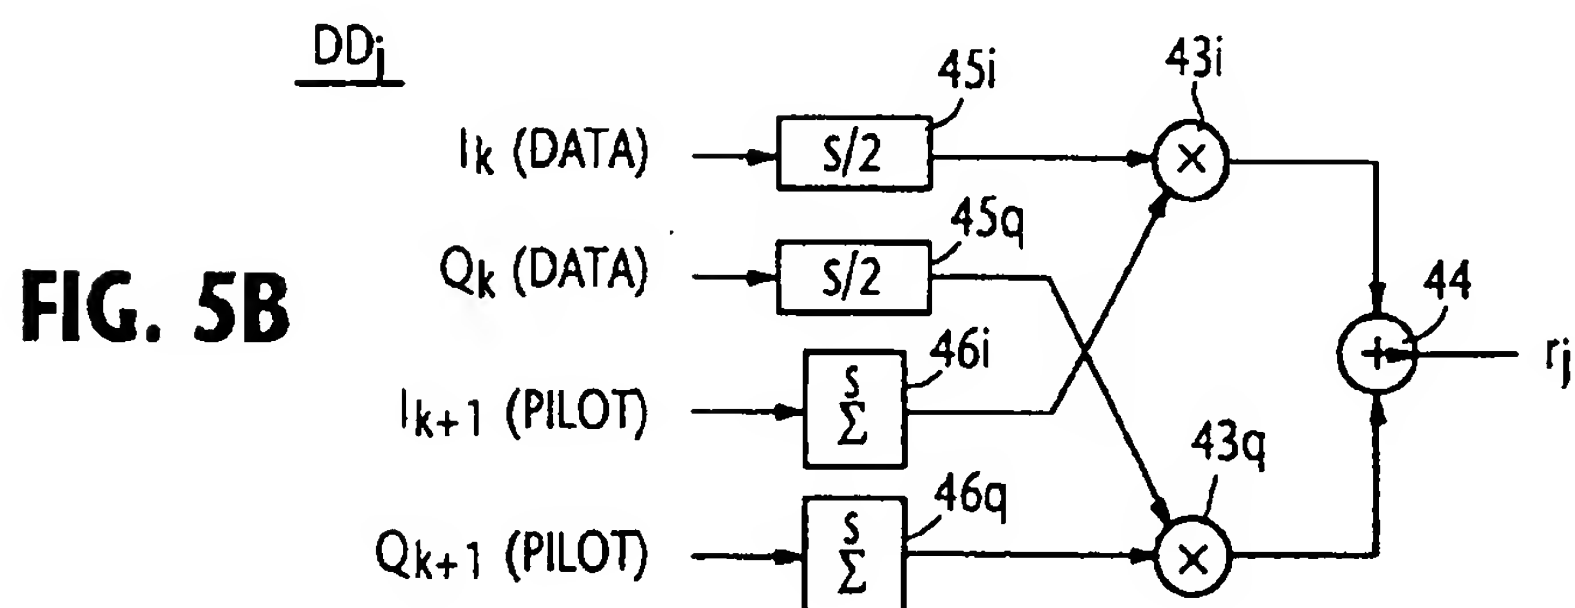 DDj
45i
43i
Ik (DATA)
S/2
×
45q
Qk (DATA)
S/2
44
FIG. 5B
+
rj
46i
Ik+1 (PILOT)
S
Σ
43q
46q
Qk+1 (PILOT)
S
Σ
×